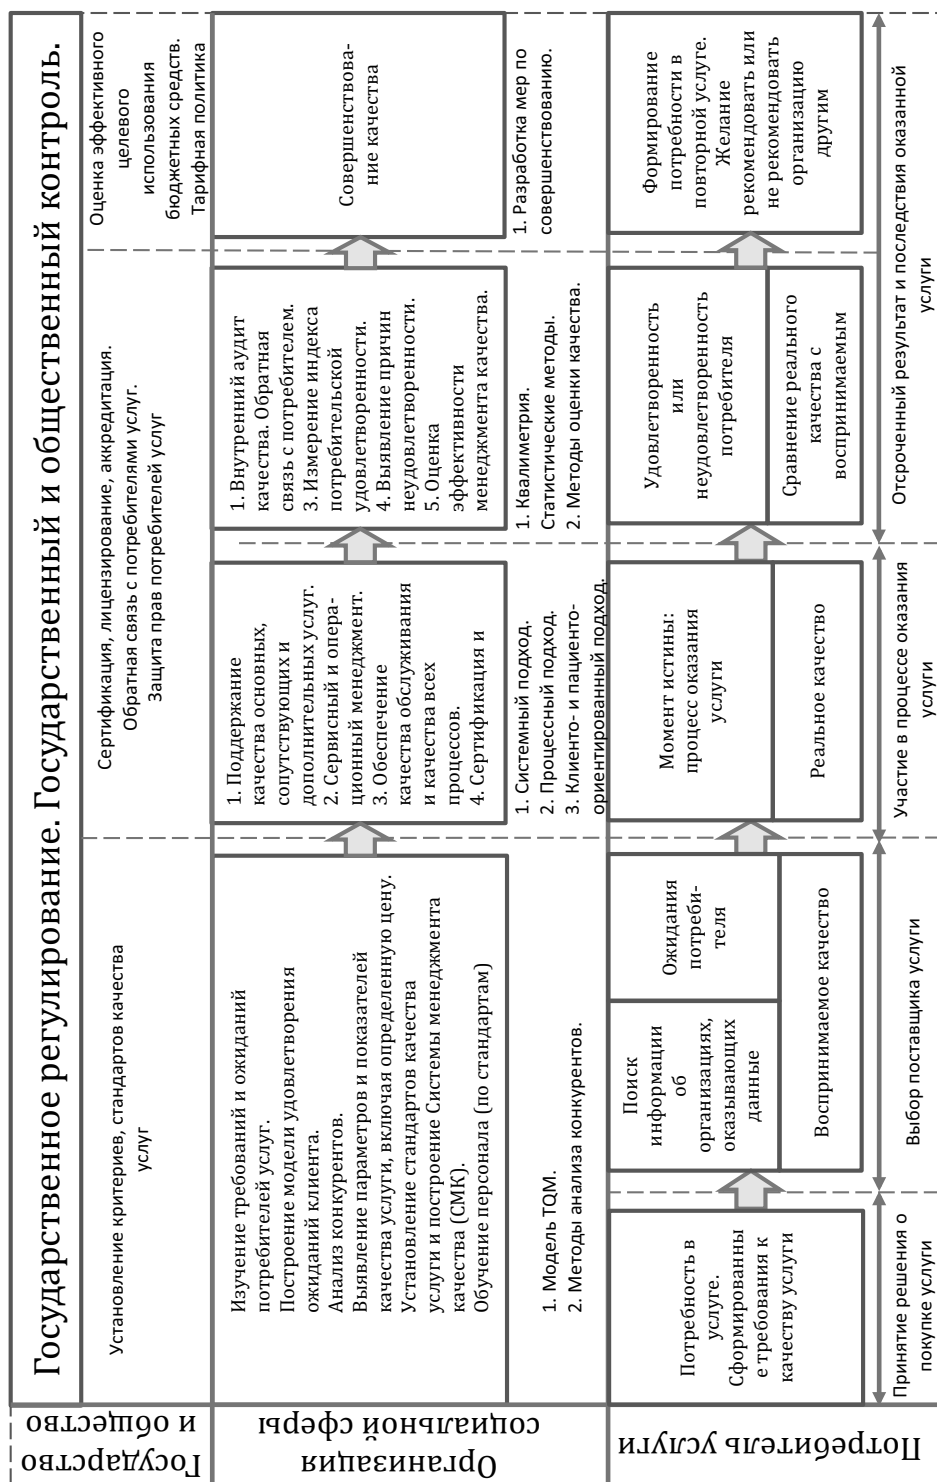 Государственное регулирование. Государственный и общественный контроль.
Государство
и общество
Установление критериев, стандартов качества
услуг
Сертификация, лицензирование, аккредитация.
Обратная связь с потребителями услуг.
Защита прав потребителей услуг
Оценка эффективного
целевого
использования
бюджетных средств.
Тарифная политика
Организация
социальной сферы
Изучение требований и ожиданий
потребителей услуг.
Построение модели удовлетворения
ожиданий клиента.
Анализ конкурентов.
Выявление параметров и показателей
качества услуги, включая определенную цену.
Установление стандартов качества
услуги и построение Системы менеджмента
качества (СМК).
Обучение персонала (по стандартам)
1. Поддержание
качества основных,
сопутствующих и
дополнительных услуг.
2. Сервисный и опера-
ционный менеджмент.
3. Обеспечение
качества обслуживания
и качества всех
процессов.
4. Сертификация и
1. Внутренний аудит
качества. Обратная
связь с потребителем.
3. Измерение индекса
потребительской
удовлетворенности.
4. Выявление причин
неудовлетворенности.
5. Оценка
эффективности
менеджмента качества.
Совершенствова-
ние качества
1. Модель TQM.
2. Методы анализа конкурентов.
1. Системный подход.
2. Процессный подход.
3. Клиенто- и пациенто-
ориентированный подход.
1. Квалиметрия.
Статистические методы.
2. Методы оценки качества.
1. Разработка мер по
совершенствованию.
Потребитель услуги
Потребность в
услуге.
Сформированны
е требования к
качеству услуги
Поиск
информации
об
организациях,
оказывающих
данные
Ожидания
потреби-
теля
Воспринимаемое качество
Момент истины:
процесс оказания
услуги
Реальное качество
Удовлетворенность
или
неудовлетворенность
потребителя
Сравнение реального
качества с
воспринимаемым
Формирование
потребности в
повторной услуге.
Желание
рекомендовать или
не рекомендовать
организацию
другим
Принятие решения о
покупке услуги
Выбор поставщика услуги
Участие в процессе оказания
услуги
Отсроченный результат и последствия оказанной
услуги